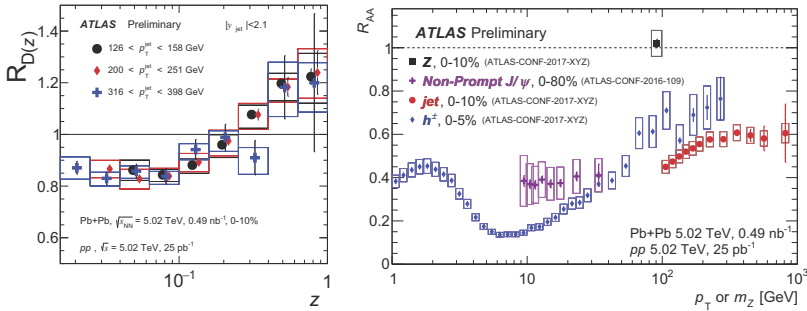 ATLAS Preliminary
|y jet|<2.1
126 < p_T^jet < 158 GeV
200 < p_T^jet < 251 GeV
316 < p_T^jet < 398 GeV
R_D(z)
1.4
1.2
1
0.8
0.6
Pb+Pb, √s_NN = 5.02 TeV, 0.49 nb⁻¹, 0-10%
pp , √s = 5.02 TeV, 25 pb⁻¹
10⁻¹
1
z
R_AA
ATLAS Preliminary
Z, 0-10% (ATLAS-CONF-2017-XYZ)
Non-Prompt J/ψ, 0-80% (ATLAS-CONF-2016-109)
jet, 0-10% (ATLAS-CONF-2017-XYZ)
h±, 0-5% (ATLAS-CONF-2017-XYZ)
1
0.8
0.6
0.4
0.2
0
Pb+Pb 5.02 TeV, 0.49 nb⁻¹
pp 5.02 TeV, 25 pb⁻¹
1
10
10²
10³
p_T or m_Z [GeV]